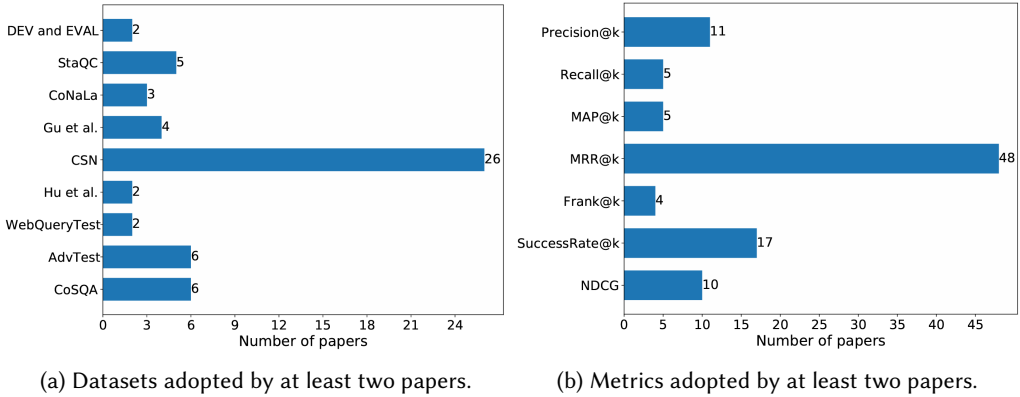 DEV and EVAL 2
StaQC 5
CoNaLa 3
Gu et al. 4
CSN 26
Hu et al. 2
WebQueryTest 2
AdvTest 6
CoSQA 6
0 3 6 9 12 15 18 21 24
Number of papers
(a) Datasets adopted by at least two papers.
Precision@k 11
Recall@k 5
MAP@k 5
MRR@k 48
Frank@k 4
SuccessRate@k 17
NDCG 10
0 5 10 15 20 25 30 35 40 45
Number of papers
(b) Metrics adopted by at least two papers.